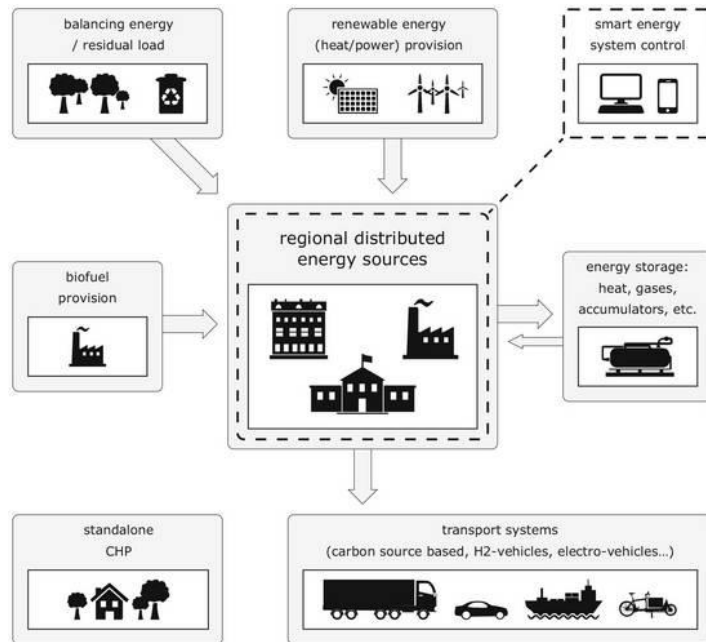 balancing energy
/ residual load
renewable energy
(heat/power) provision
smart energy
system control
regional distributed
energy sources
biofuel
provision
energy storage:
heat, gases,
accumulators, etc.
standalone
CHP
transport systems
(carbon source based, H2-vehicles, electro-vehicles...)